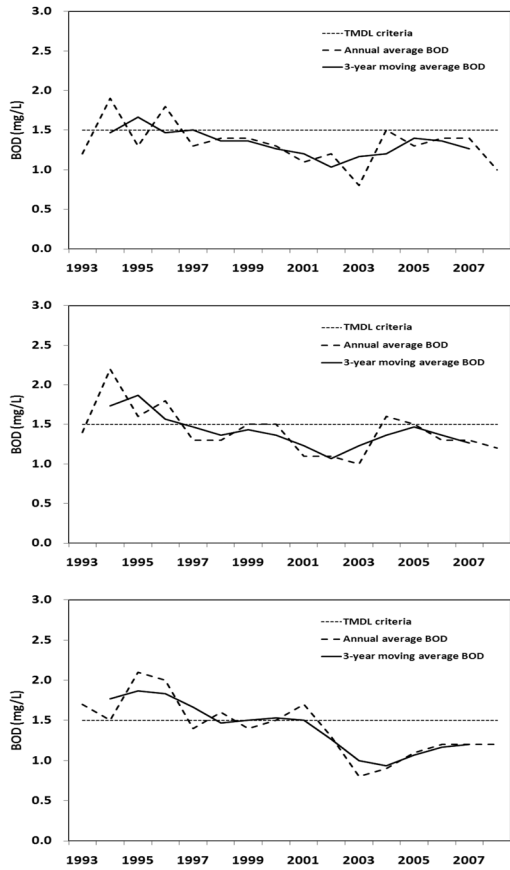 3.0
TMDL criteria
Annual average BOD
2.5
3-year moving average BOD
2.0
BOD (mg/L)
1.5
1.0
0.5
0.0
1993 1995 1997 1999 2001 2003 2005 2007
3.0
TMDL criteria
Annual average BOD
2.5
3-year moving average BOD
2.0
BOD (mg/L)
1.5
1.0
0.5
0.0
1993 1995 1997 1999 2001 2003 2005 2007
3.0
TMDL criteria
Annual average BOD
2.5
3-year moving average BOD
2.0
BOD (mg/L)
1.5
1.0
0.5
0.0
1993 1995 1997 1999 2001 2003 2005 2007